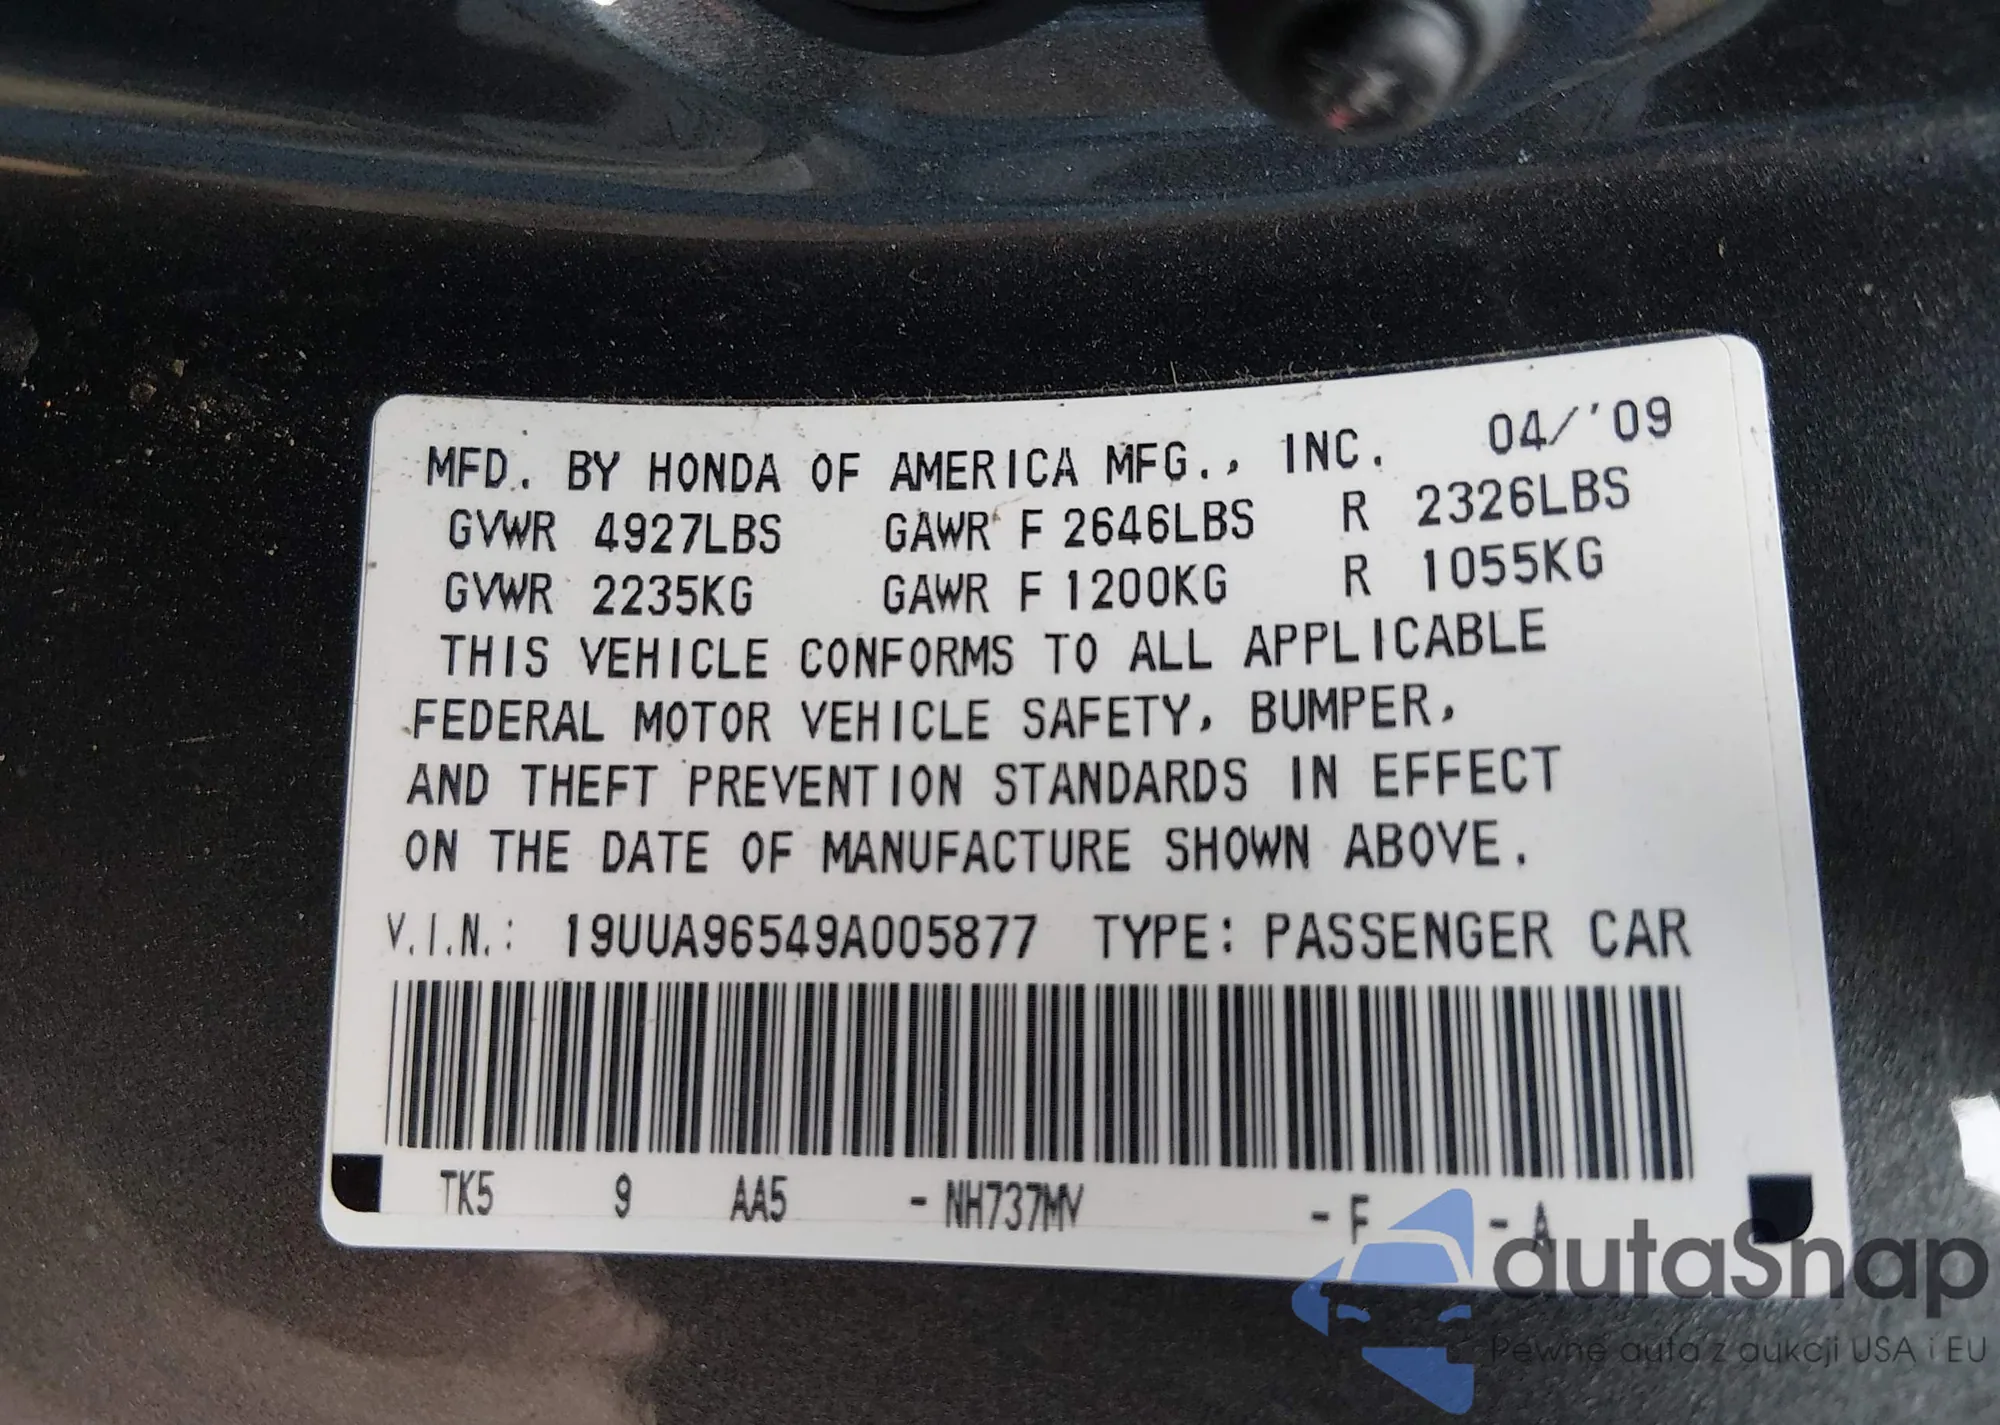 MFD. BY HONDA OF AMERICA MFG., INC. 04/'09
GVWR 4927LBS GAWR F 2646LBS R 2326LBS
GVWR 2235KG GAWR F 1200KG R 1055KG
THIS VEHICLE CONFORMS TO ALL APPLICABLE
FEDERAL MOTOR VEHICLE SAFETY, BUMPER,
AND THEFT PREVENTION STANDARDS IN EFFECT
ON THE DATE OF MANUFACTURE SHOWN ABOVE.
V.I.N.: 19UUA96549A005877 TYPE: PASSENGER CAR
TK5 9 AA5 - NH737MV - F - A
autaSnap
Pewne auta z aukcji USA i EU